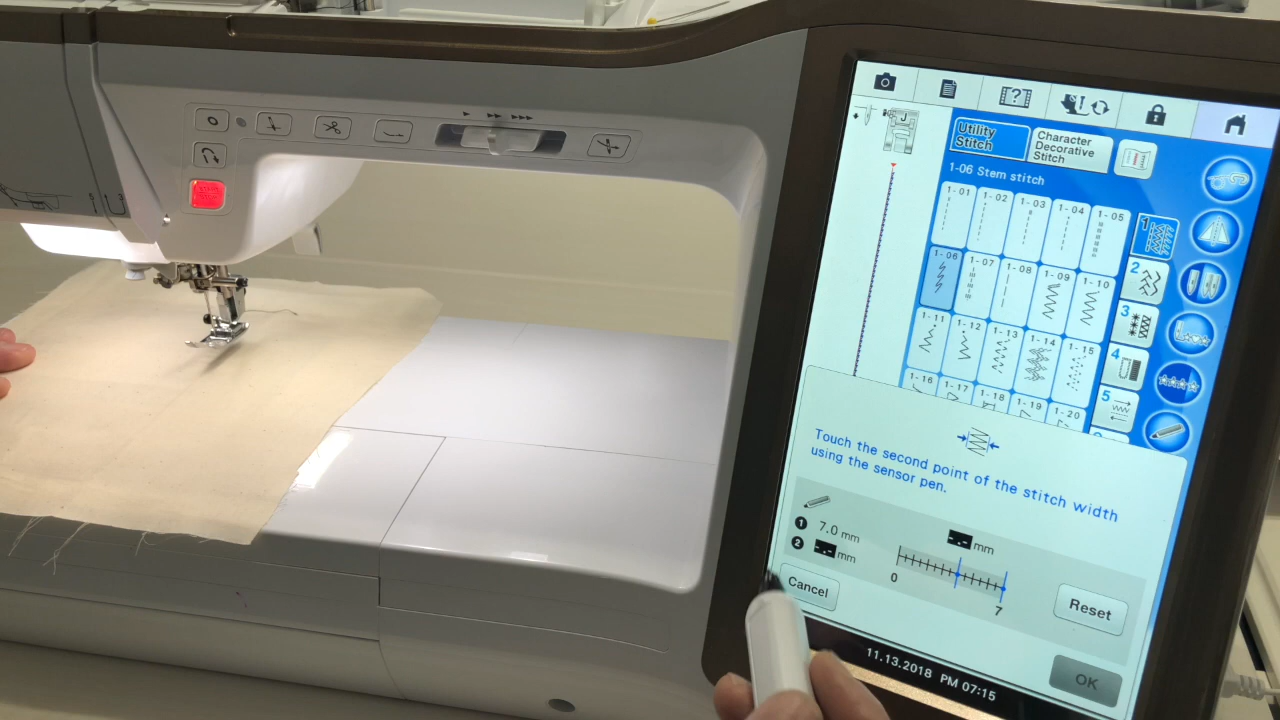 J
Utility
Stitch
Character
Decorative
Stitch
1-06 Stem stitch
1-01
1-02
1-03
1-04
1-05
1
1-06
1-07
1-08
1-09
1-10
2
1-11
1-12
1-13
1-14
1-15
3
4
1-16
1-17
1-18
1-19
1-20
5
Touch the second point of the stitch width
using the sensor pen.
1 7.0 mm
2 -.- mm
-.- mm
0
7
Cancel
Reset
OK
11.13.2018 PM 07:15